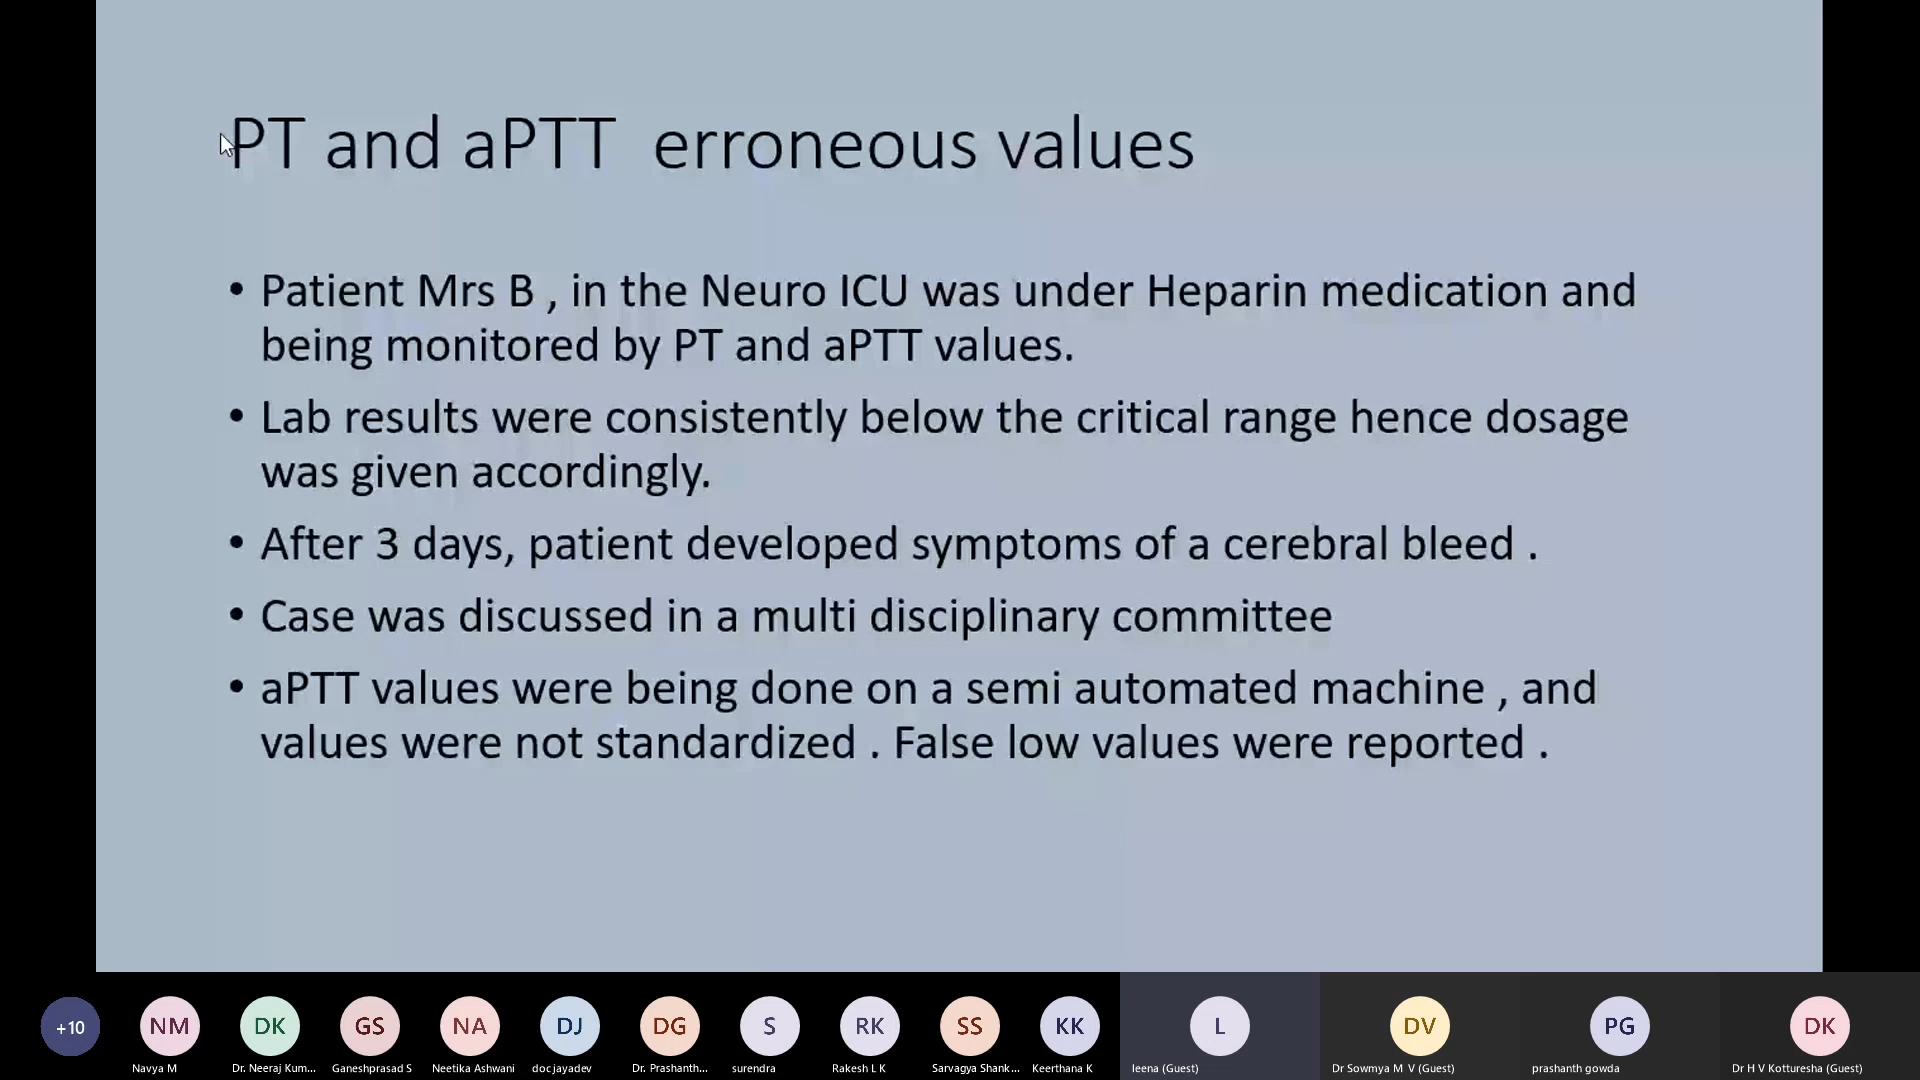 PT and aPTT erroneous values
• Patient Mrs B , in the Neuro ICU was under Heparin medication and
being monitored by PT and aPTT values.
• Lab results were consistently below the critical range hence dosage
was given accordingly.
• After 3 days, patient developed symptoms of a cerebral bleed .
• Case was discussed in a multi disciplinary committee
• aPTT values were being done on a semi automated machine , and
values were not standardized . False low values were reported .
+10 NM DK GS NA DJ DG S RK SS KK L DV PG DK
Navya M Dr. Neeraj Kum... Ganeshprasad S Neetika Ashwani docjayadev Dr. Prashanth... surendra Rakesh L K Sarvagya Shank... Keerthana K leena (Guest) Dr Sowmya M V (Guest) prashanth gowda Dr H V Kotturesha (Guest)